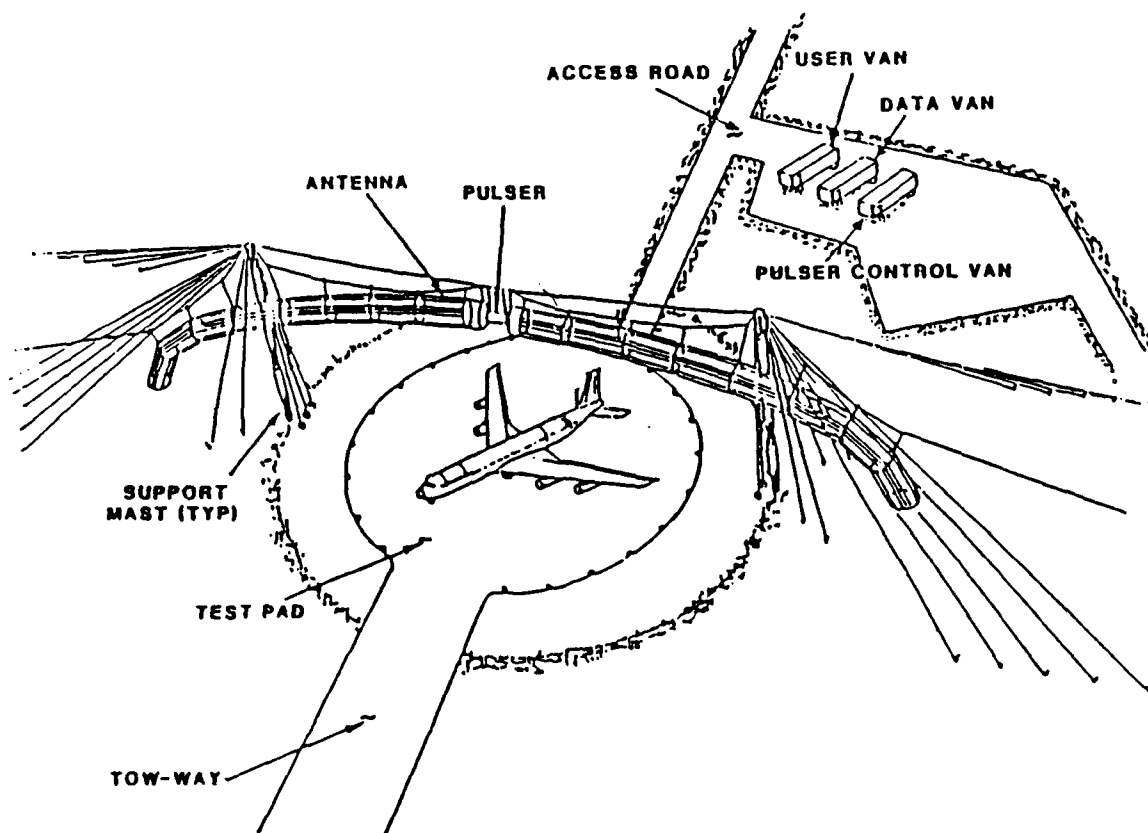 USER VAN
ACCESS ROAD
DATA VAN
ANTENNA
PULSER
PULSER CONTROL VAN
SUPPORT
MAST (TYP)
TEST PAD
TOW-WAY